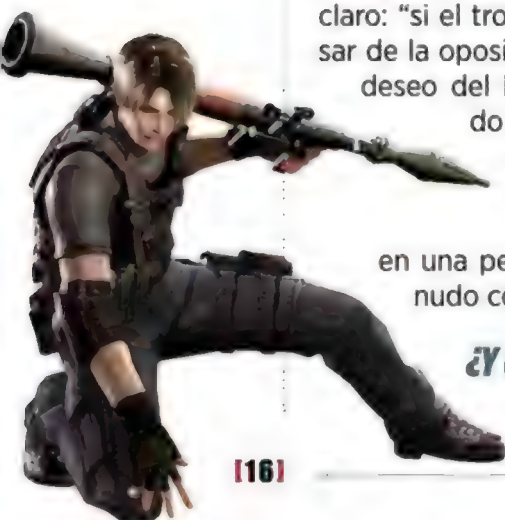 claro: “si el tro
sar de la oposi
deseo del i
do
en una pe
nudo co
¿Y
[16]